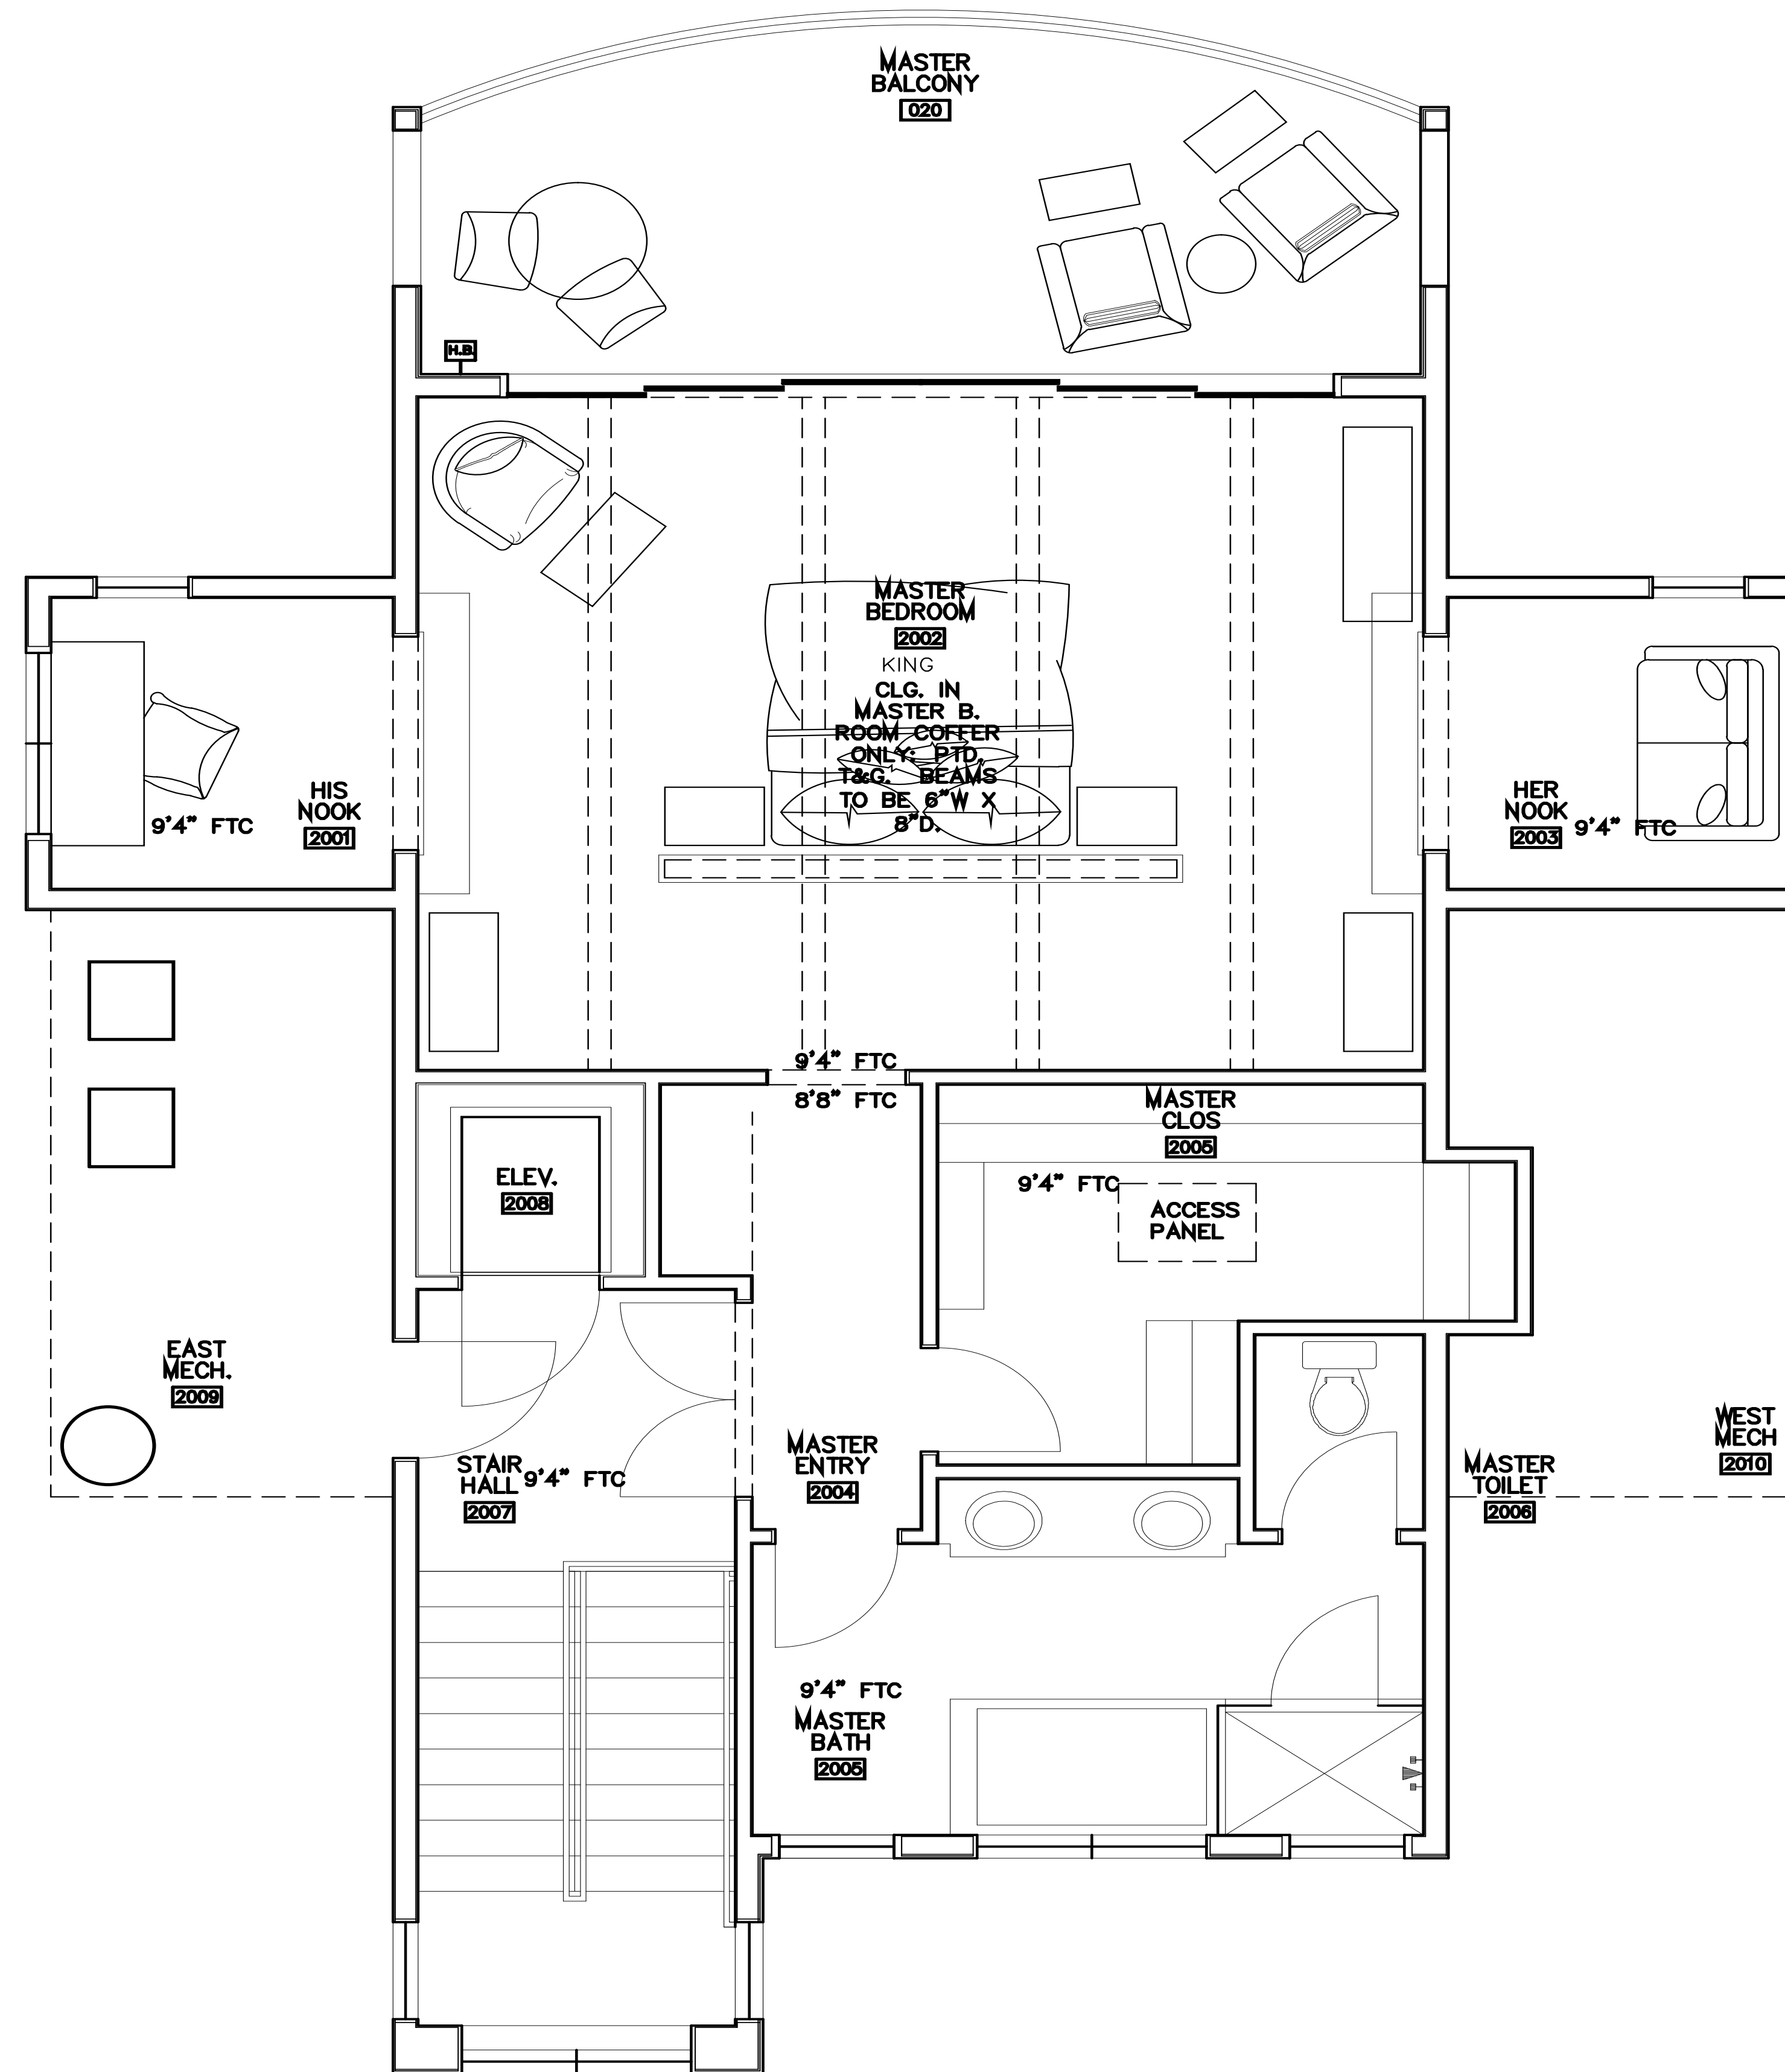 MASTER
BALCONY
020
H.B.
MASTER
BEDROOM
2002
KING
CLG. IN
MASTER B.
ROOM COFFER
ONLY: PTD.
T&G. BEAMS
TO BE 6"W X
8"D.
HIS
NOOK
2001
9'4" FTC
HER
NOOK
2003
9'4" FTC
9'4" FTC
8'8" FTC
MASTER
CLOS
2005
9'4" FTC
ACCESS
PANEL
ELEV.
2008
EAST
MECH.
2009
STAIR
HALL
2007
9'4" FTC
MASTER
ENTRY
2004
MASTER
TOILET
2006
WEST
MECH
2010
9'4" FTC
MASTER
BATH
2005